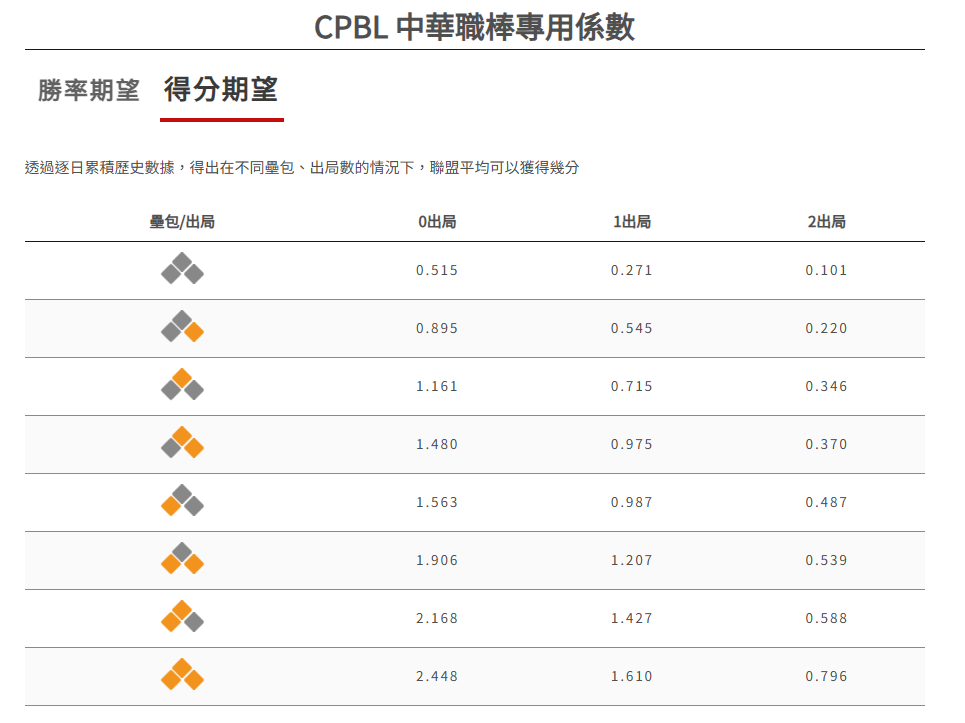 CPBL 中華職棒專用係數
勝率期望 得分期望
透過逐日累積歷史數據，得出在不同壘包、出局數的情況下，聯盟平均可以獲得幾分
壘包/出局 0出局 1出局 2出局
0.515 0.271 0.101
0.895 0.545 0.220
1.161 0.715 0.346
1.480 0.975 0.370
1.563 0.987 0.487
1.906 1.207 0.539
2.168 1.427 0.588
2.448 1.610 0.796